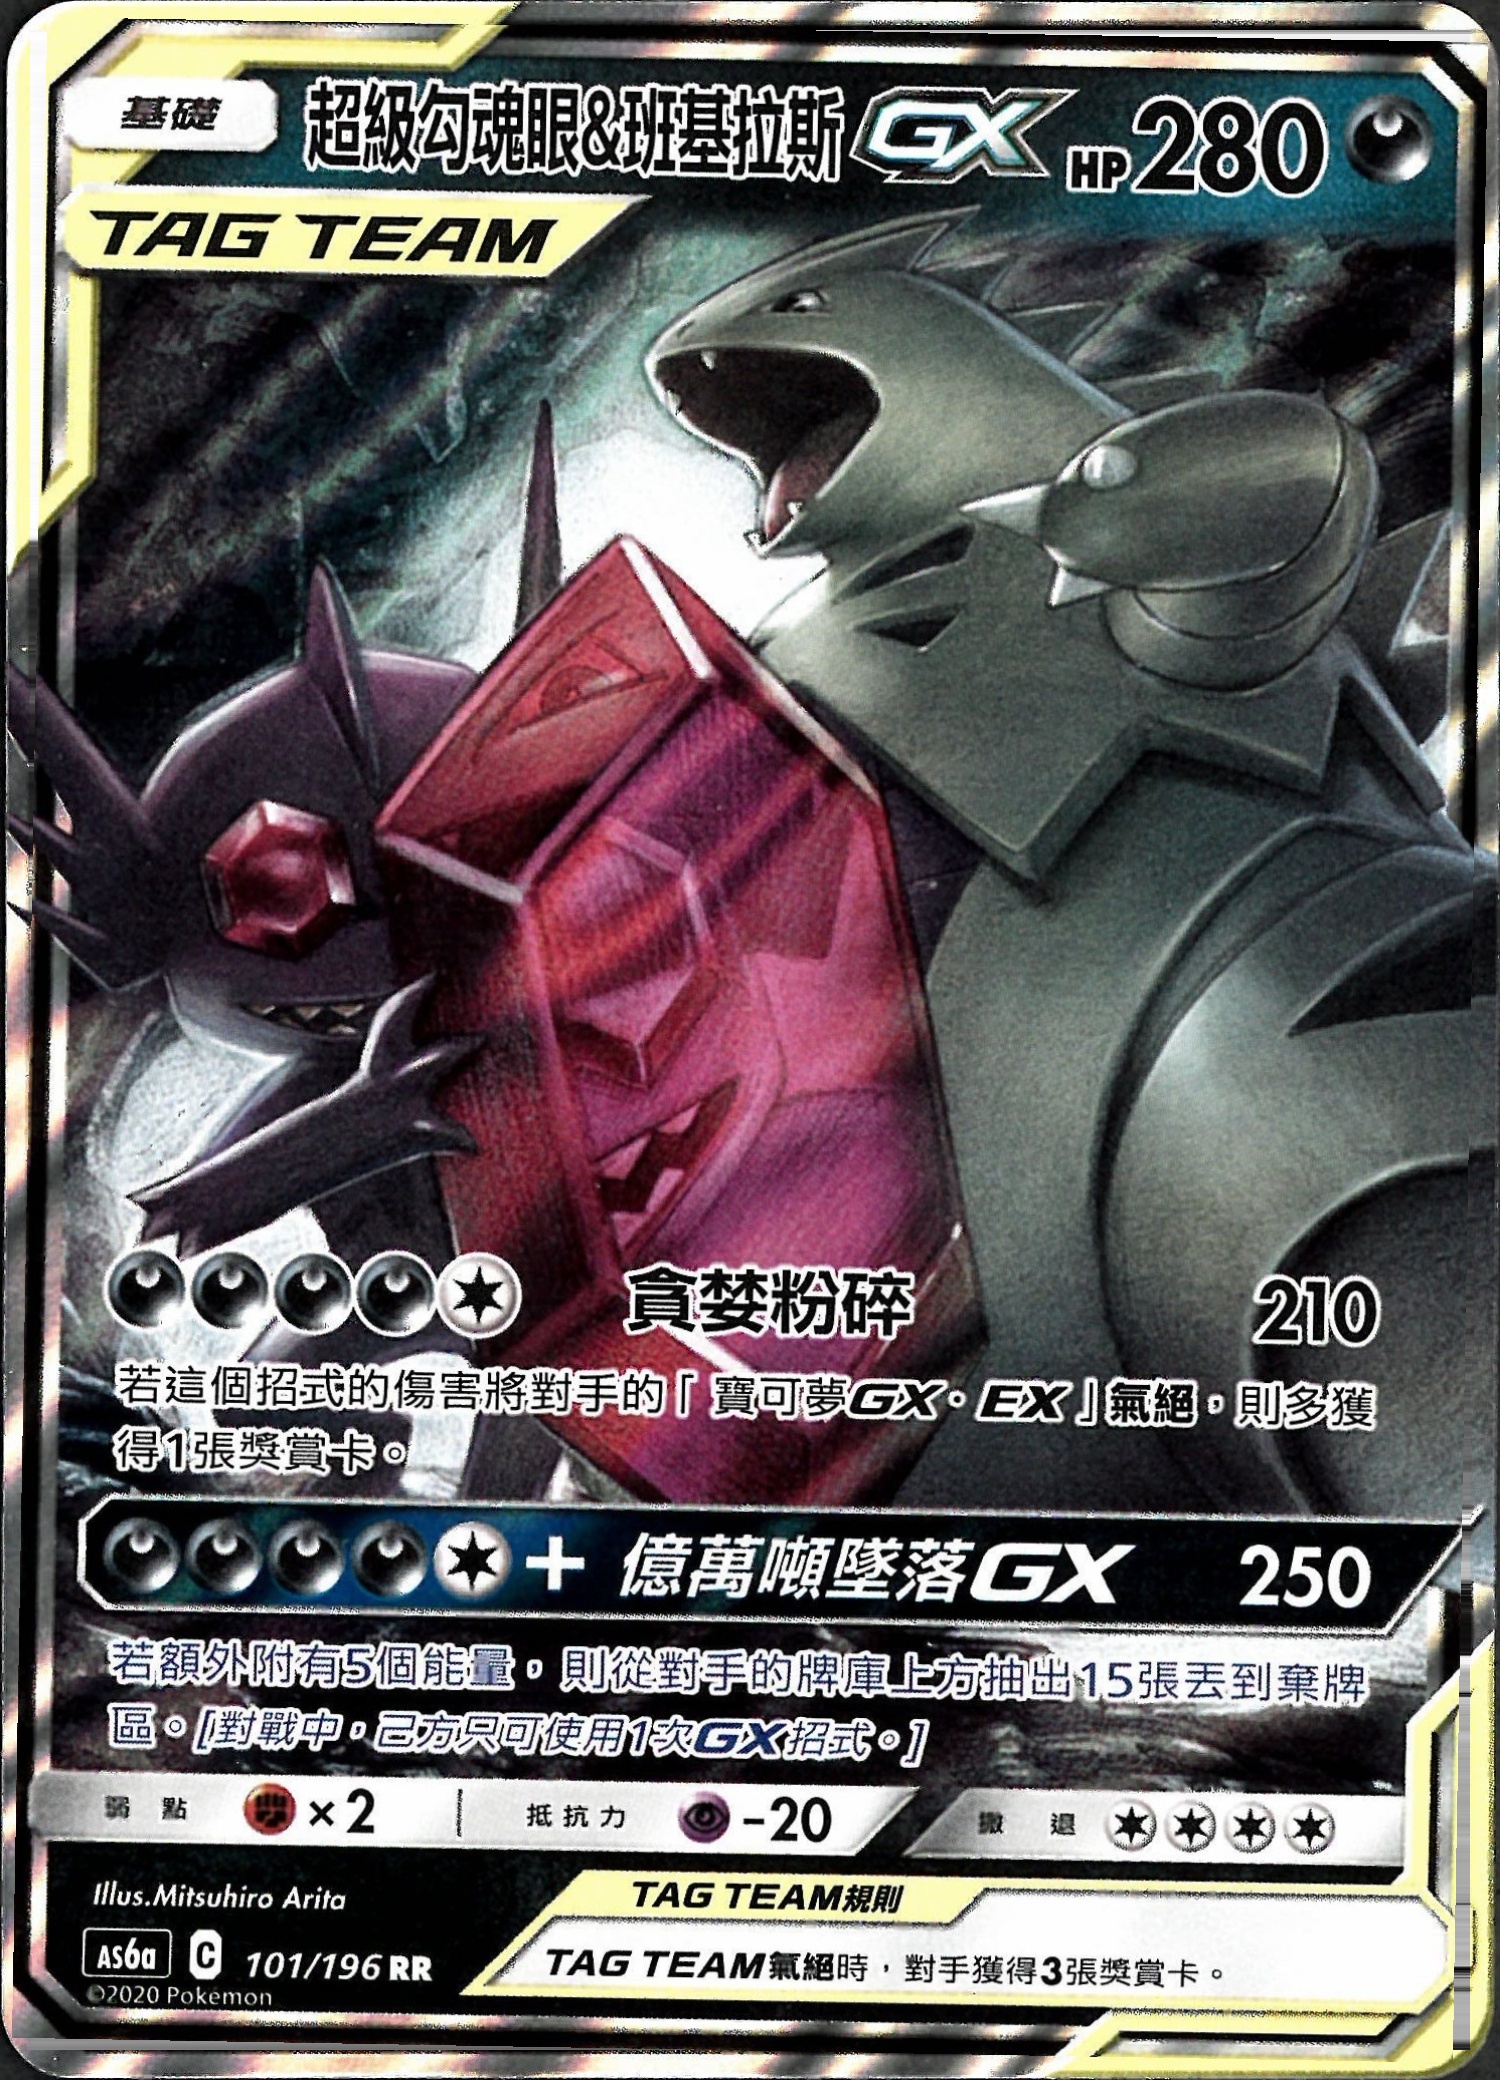 基礎
超級勾魂眼&班基拉斯GX HP280
TAG TEAM
貪婪粉碎 210
若這個招式的傷害將對手的「寶可夢GX・EX」氣絕，則多獲
得1張獎賞卡。
+ 億萬噸墜落GX 250
若額外附有5個能量，則從對手的牌庫上方抽出15張丟到棄牌
區。[對戰中，己方只可使用1次GX招式。]
弱點 ×2 抵抗力 -20 撤退
Illus.Mitsuhiro Arita
TAG TEAM規則
AS6a C 101/196 RR
TAG TEAM氣絕時，對手獲得3張獎賞卡。
©2020 Pokémon